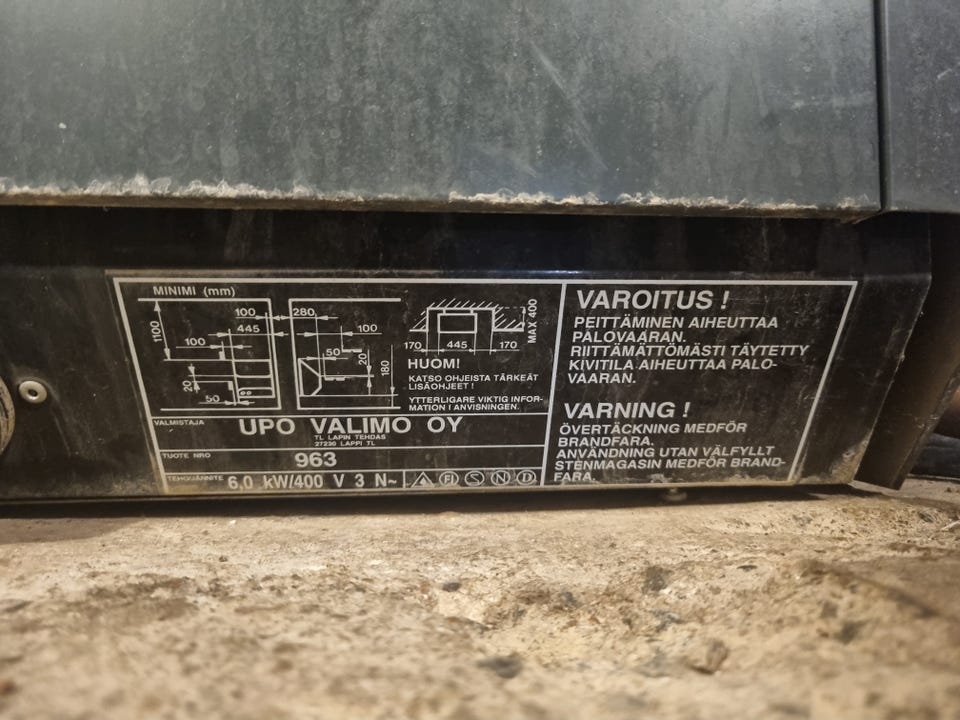 MINIMI (mm)
100
280
1100
445
100
100
50
20
180
20
50
170
445
170
MAX 400
HUOM!
KATSO OHJEISTA TÄRKEÄT
LISÄOHJEET !
YTTERLIGARE VIKTIG INFOR-
MATION I ANVISNINGEN.
VALMISTAJA
UPO VALIMO OY
TL LAPIN TEHDAS
27230 LAPPI TL
TUOTE NRO
963
TEHO/JÄNNITE
6,0 kW/400 V 3 N~
FI S N D
VAROITUS !
PEITTÄMINEN AIHEUTTAA
PALOVAARAN.
RIITTÄMÄTTÖMÄSTI TÄYTETTY
KIVITILA AIHEUTTAA PALO-
VAARAN.
VARNING !
ÖVERTÄCKNING MEDFÖR
BRANDFARA.
ANVÄNDNING UTAN VÄLFYLLT
STENMAGASIN MEDFÖR BRAND-
FARA.